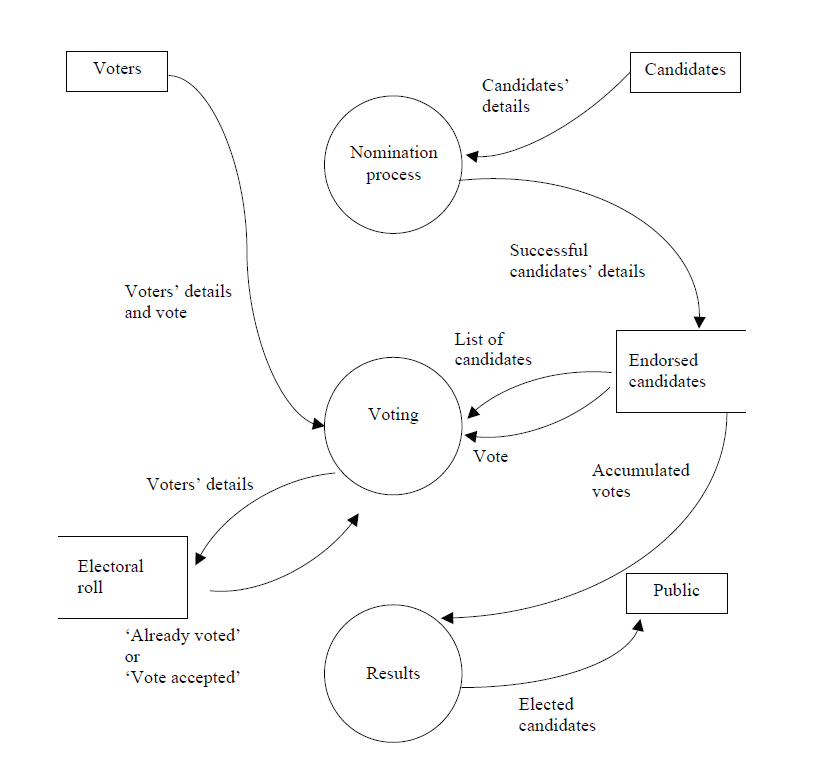 Voters
Candidates
Candidates’
details
Nomination
process
Successful
candidates’ details
Voters’ details
and vote
List of
candidates
Endorsed
candidates
Voting
Vote
Accumulated
votes
Voters’ details
Electoral
roll
‘Already voted’
or
‘Vote accepted’
Public
Results
Elected
candidates